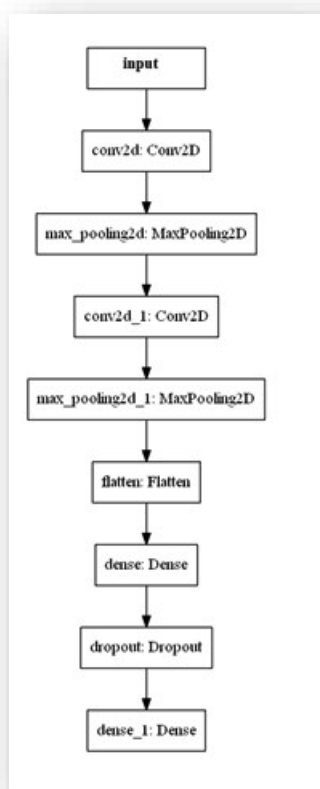 input
conv2d: Conv2D
max_pooling2d: MaxPooling2D
conv2d_1: Conv2D
max_pooling2d_1: MaxPooling2D
flatten: Flatten
dense: Dense
dropout: Dropout
dense_1: Dense